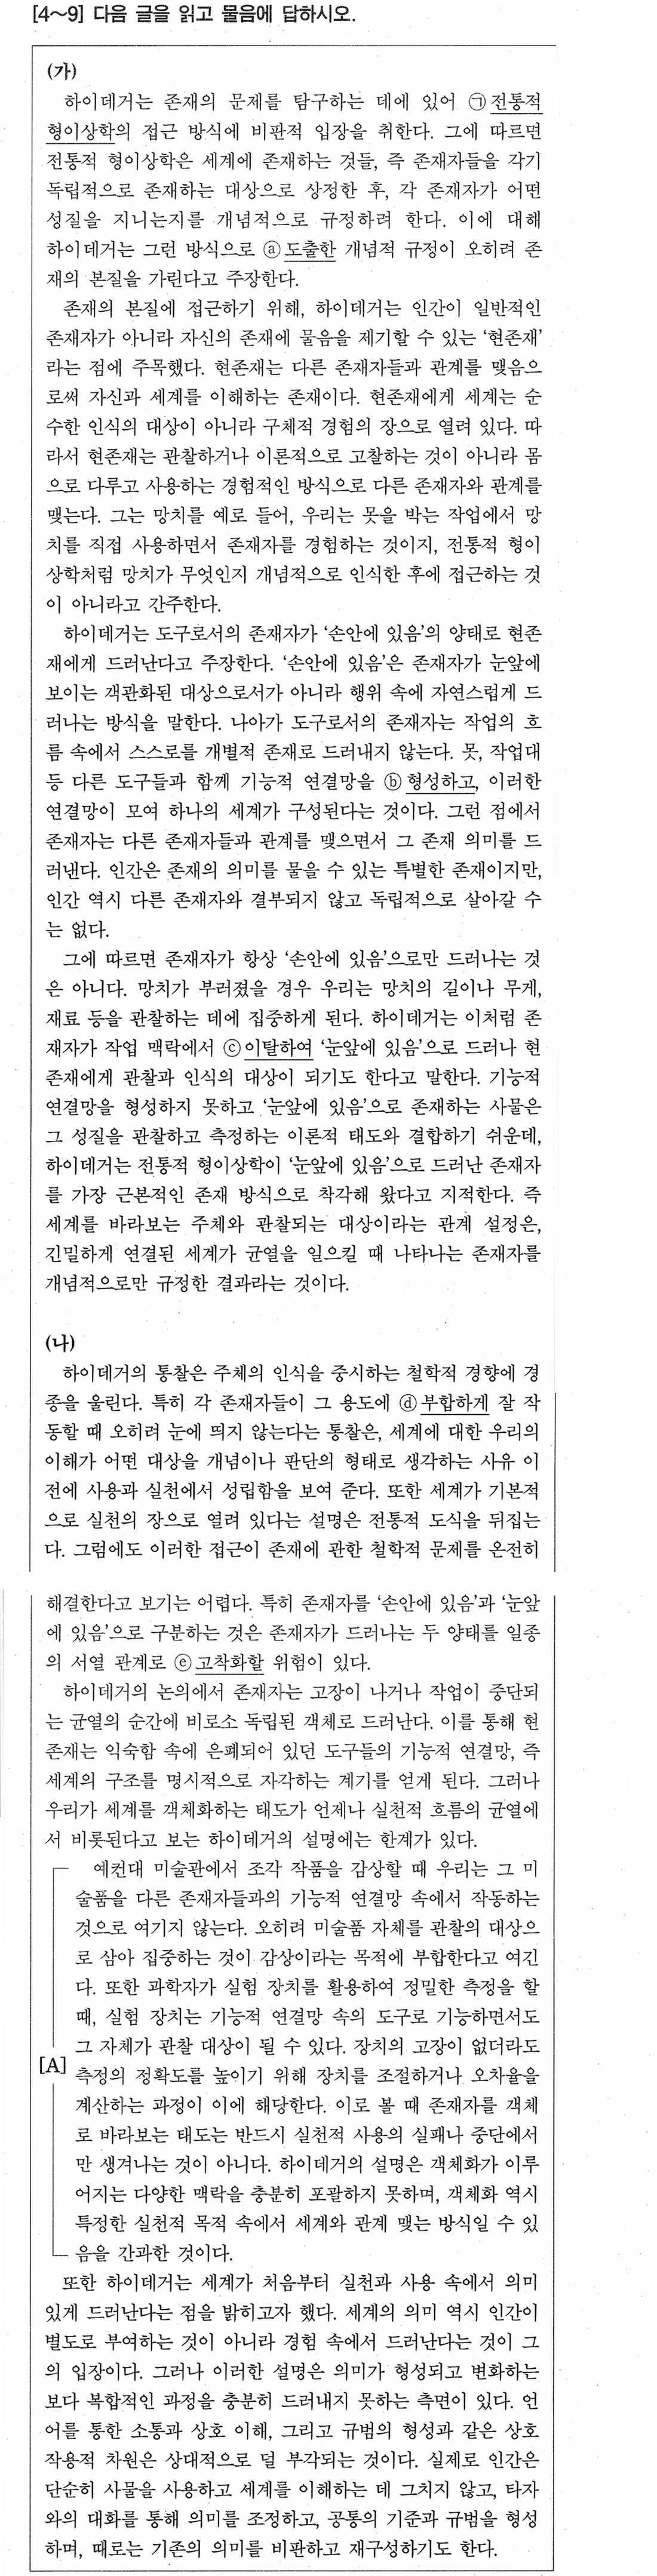 [4~9] 다음 글을 읽고 물음에 답하시오.
(가)
하이데거는 존재의 문제를 탐구하는 데에 있어 ㉠전통적
형이상학의 접근 방식에 비판적 입장을 취한다. 그에 따르면
전통적 형이상학은 세계에 존재하는 것들, 즉 존재자들을 각기
독립적으로 존재하는 대상으로 상정한 후, 각 존재자가 어떤
성질을 지니는지를 개념적으로 규정하려 한다. 이에 대해
하이데거는 그런 방식으로 ⓐ도출한 개념적 규정이 오히려 존
재의 본질을 가린다고 주장한다.
존재의 본질에 접근하기 위해, 하이데거는 인간이 일반적인
존재자가 아니라 자신의 존재에 물음을 제기할 수 있는 ‘현존재’
라는 점에 주목했다. 현존재는 다른 존재자들과 관계를 맺음으
로써 자신과 세계를 이해하는 존재이다. 현존재에게 세계는 순
수한 인식의 대상이 아니라 구체적 경험의 장으로 열려 있다. 따
라서 현존재는 관찰하거나 이론적으로 고찰하는 것이 아니라 몸
으로 다루고 사용하는 경험적인 방식으로 다른 존재자와 관계를
맺는다. 그는 망치를 예로 들어, 우리는 못을 박는 작업에서 망
치를 직접 사용하면서 존재자를 경험하는 것이지, 전통적 형이
상학처럼 망치가 무엇인지 개념적으로 인식한 후에 접근하는 것
이 아니라고 간주한다.
하이데거는 도구로서의 존재자가 ‘손안에 있음’의 양태로 현존
재에게 드러난다고 주장한다. ‘손안에 있음’은 존재자가 눈앞에
보이는 객관화된 대상으로서가 아니라 행위 속에 자연스럽게 드
러나는 방식을 말한다. 나아가 도구로서의 존재자는 작업의 흐
름 속에서 스스로를 개별적 존재로 드러내지 않는다. 못, 작업대
등 다른 도구들과 함께 기능적 연결망을 ⓑ형성하고, 이러한
연결망이 모여 하나의 세계가 구성된다는 것이다. 그런 점에서
존재자는 다른 존재자들과 관계를 맺으면서 그 존재 의미를 드
러낸다. 인간은 존재의 의미를 물을 수 있는 특별한 존재이지만,
인간 역시 다른 존재자와 결부되지 않고 독립적으로 살아갈 수
는 없다.
그에 따르면 존재자가 항상 ‘손안에 있음’으로만 드러나는 것
은 아니다. 망치가 부러졌을 경우 우리는 망치의 길이나 무게,
재료 등을 관찰하는 데에 집중하게 된다. 하이데거는 이처럼 존
재자가 작업 맥락에서 ⓒ이탈하여 ‘눈앞에 있음’으로 드러나 현
존재에게 관찰과 인식의 대상이 되기도 한다고 말한다. 기능적
연결망을 형성하지 못하고 ‘눈앞에 있음’으로 존재하는 사물은
그 성질을 관찰하고 측정하는 이론적 태도와 결합하기 쉬운데,
하이데거는 전통적 형이상학이 ‘눈앞에 있음’으로 드러난 존재자
를 가장 근본적인 존재 방식으로 착각해 왔다고 지적한다. 즉
세계를 바라보는 주체와 관찰되는 대상이라는 관계 설정은,
긴밀하게 연결된 세계가 균열을 일으킬 때 나타나는 존재자를
개념적으로만 규정한 결과라는 것이다.
(나)
하이데거의 통찰은 주체의 인식을 중시하는 철학적 경향에 경
종을 울린다. 특히 각 존재자들이 그 용도에 ⓓ부합하게 잘 작
동할 때 오히려 눈에 띄지 않는다는 통찰은, 세계에 대한 우리의
이해가 어떤 대상을 개념이나 판단의 형태로 생각하는 사유 이
전에 사용과 실천에서 성립함을 보여 준다. 또한 세계가 기본적
으로 실천의 장으로 열려 있다는 설명은 전통적 도식을 뒤집는
다. 그럼에도 이러한 접근이 존재에 관한 철학적 문제를 온전히
해결한다고 보기는 어렵다. 특히 존재자를 ‘손안에 있음’과 ‘눈앞
에 있음’으로 구분하는 것은 존재자가 드러나는 두 양태를 일종
의 서열 관계로 ⓔ고착화할 위험이 있다.
하이데거의 논의에서 존재자는 고장이 나거나 작업이 중단되
는 균열의 순간에 비로소 독립된 객체로 드러난다. 이를 통해 현
존재는 익숙함 속에 은폐되어 있던 도구들의 기능적 연결망, 즉
세계의 구조를 명시적으로 자각하는 계기를 얻게 된다. 그러나
우리가 세계를 객체화하는 태도가 언제나 실천적 흐름의 균열에
서 비롯된다고 보는 하이데거의 설명에는 한계가 있다.
예컨대 미술관에서 조각 작품을 감상할 때 우리는 그 미
술품을 다른 존재자들과의 기능적 연결망 속에서 작동하는
것으로 여기지 않는다. 오히려 미술품 자체를 관찰의 대상으
로 삼아 집중하는 것이 감상이라는 목적에 부합한다고 여긴
다. 또한 과학자가 실험 장치를 활용하여 정밀한 측정을 할
때, 실험 장치는 기능적 연결망 속의 도구로 기능하면서도
그 자체가 관찰 대상이 될 수 있다. 장치의 고장이 없더라도
[A] 측정의 정확도를 높이기 위해 장치를 조절하거나 오차율을
계산하는 과정이 이에 해당한다. 이로 볼 때 존재자를 객체
로 바라보는 태도는 반드시 실천적 사용의 실패나 중단에서
만 생겨나는 것이 아니다. 하이데거의 설명은 객체화가 이루
어지는 다양한 맥락을 충분히 포괄하지 못하며, 객체화 역시
특정한 실천적 목적 속에서 세계와 관계 맺는 방식일 수 있
음을 간과한 것이다.
또한 하이데거는 세계가 처음부터 실천과 사용 속에서 의미
있게 드러난다는 점을 밝히고자 했다. 세계의 의미 역시 인간이
별도로 부여하는 것이 아니라 경험 속에서 드러난다는 것이 그
의 입장이다. 그러나 이러한 설명은 의미가 형성되고 변화하는
보다 복합적인 과정을 충분히 드러내지 못하는 측면이 있다. 언
어를 통한 소통과 상호 이해, 그리고 규범의 형성과 같은 상호
작용적 차원은 상대적으로 덜 부각되는 것이다. 실제로 인간은
단순히 사물을 사용하고 세계를 이해하는 데 그치지 않고, 타자
와의 대화를 통해 의미를 조정하고, 공통의 기준과 규범을 형성
하며, 때로는 기존의 의미를 비판하고 재구성하기도 한다.